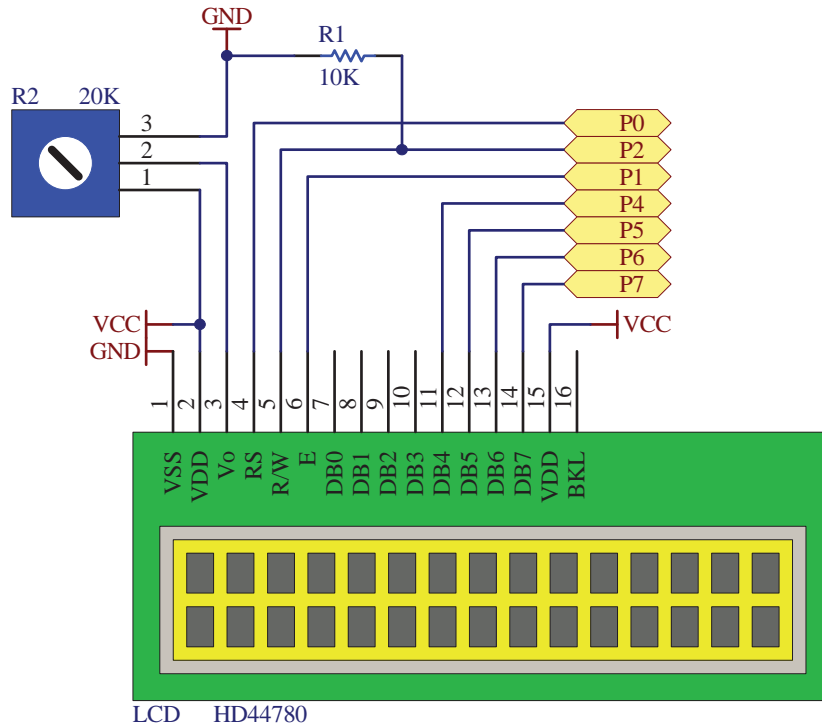 GND
R1
10K
R2 20K
3
2
1
P0
P2
P1
P4
P5
P6
P7
VCC
GND
VCC
1 2 3 4 5 6 7 8 9 10 11 12 13 14 15 16
VSS VDD Vo RS R/W E DB0 DB1 DB2 DB3 DB4 DB5 DB6 DB7 VDD BKL
LCD HD44780